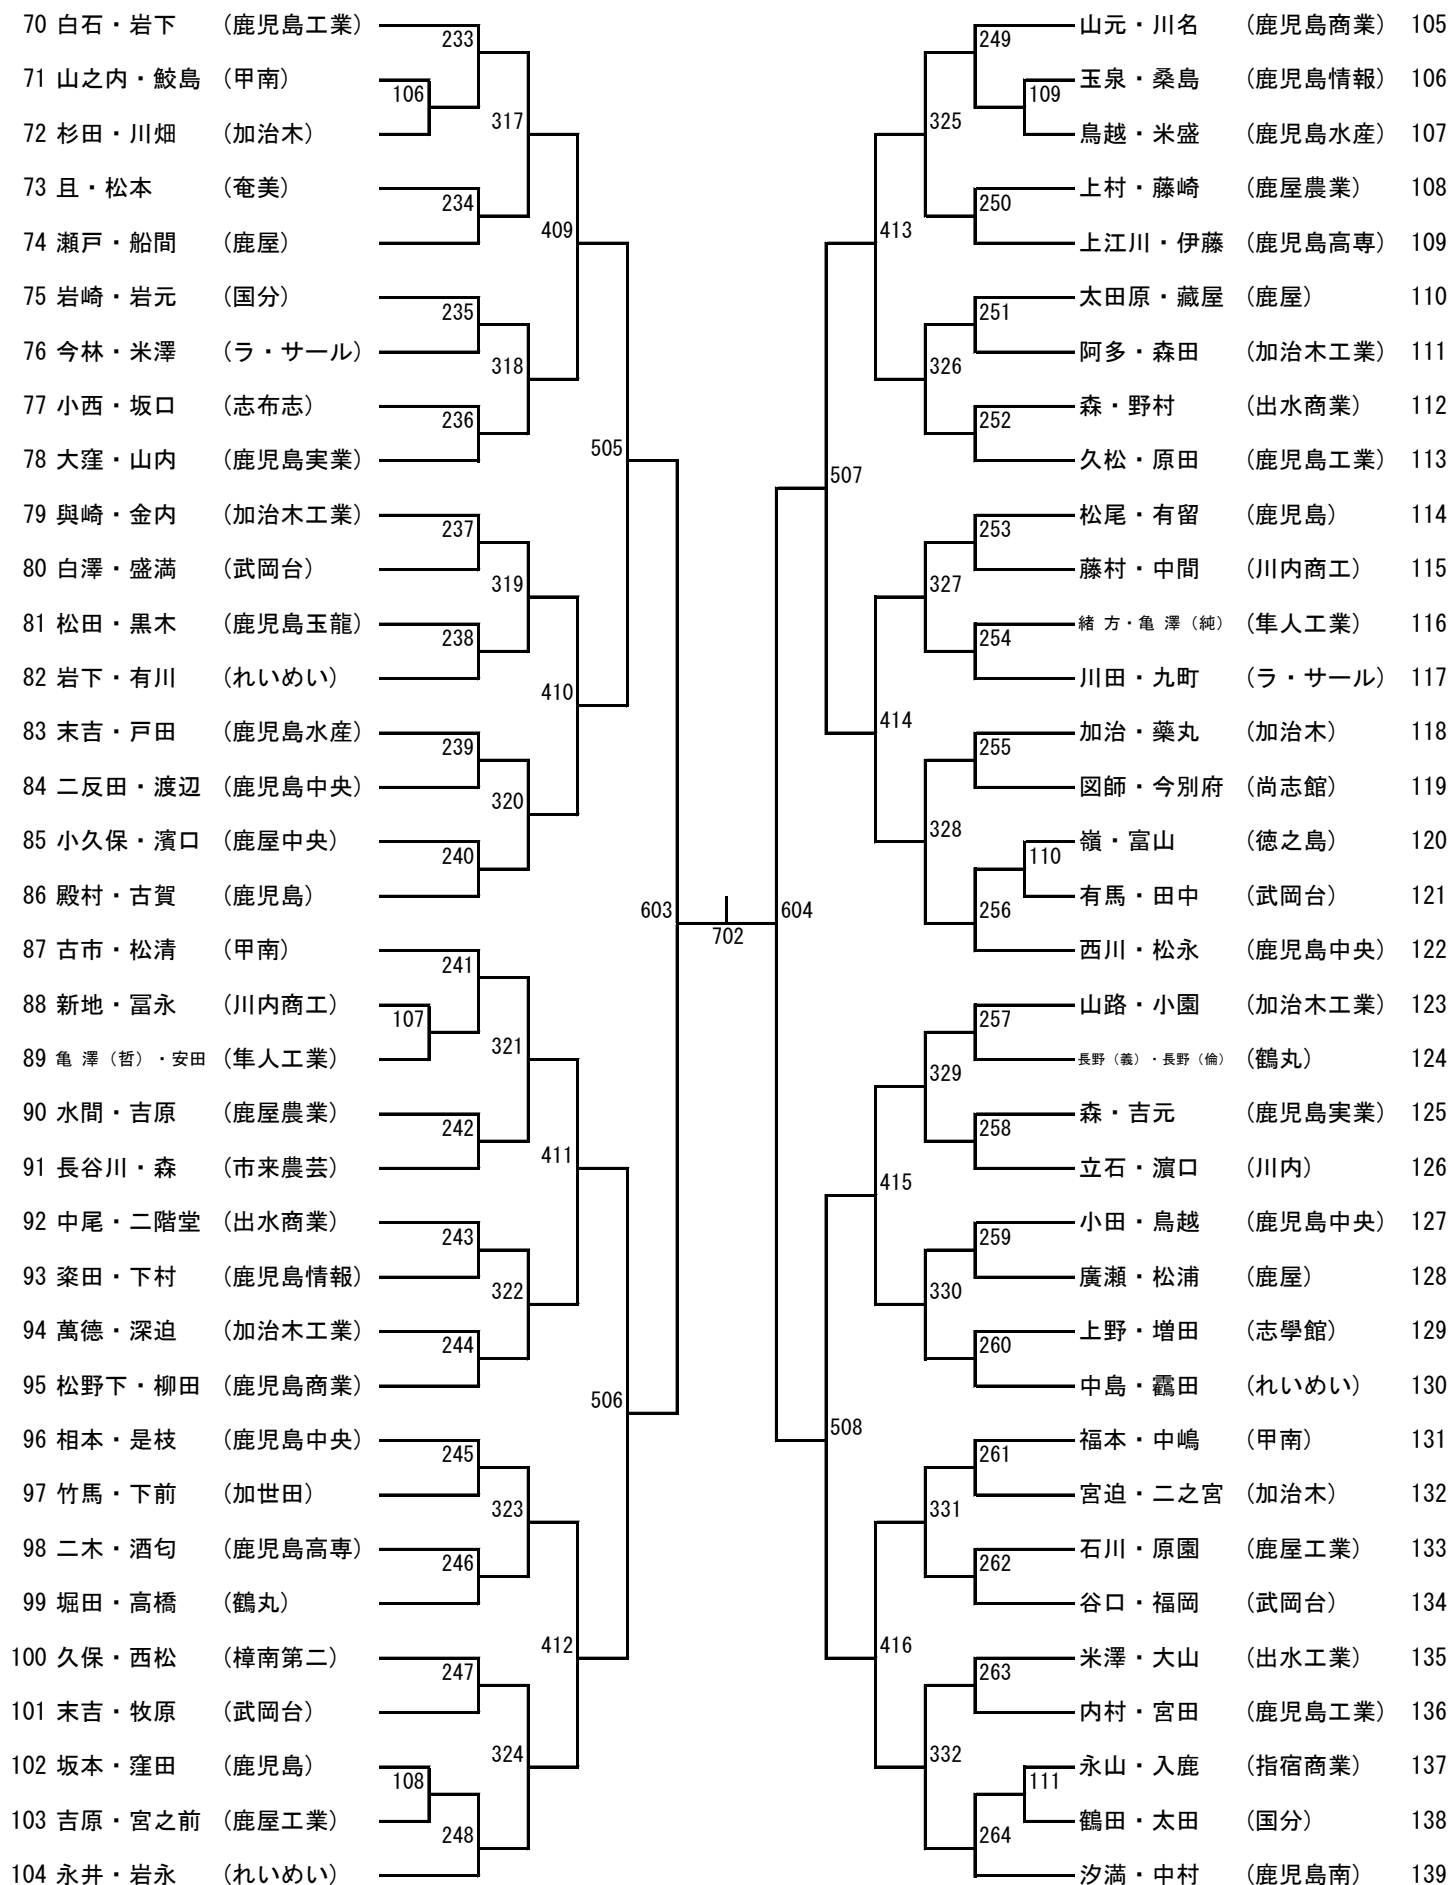 70 白石・岩下 (鹿児島工業)
233
71 山之内・鮫島 (甲南)
106
72 杉田・川畑 (加治木)
317
73 且・松本 (奄美)
234
74 瀬戸・船間 (鹿屋)
409
75 岩崎・岩元 (国分)
235
76 今林・米澤 (ラ・サール)
318
77 小西・坂口 (志布志)
236
78 大窪・山内 (鹿児島実業)
505
79 與崎・金内 (加治木工業)
237
80 白澤・盛満 (武岡台)
319
81 松田・黒木 (鹿児島玉龍)
238
82 岩下・有川 (れいめい)
410
83 末吉・戸田 (鹿児島水産)
239
84 二反田・渡辺 (鹿児島中央)
320
85 小久保・濱口 (鹿屋中央)
240
86 殿村・古賀 (鹿児島)
603
87 古市・松清 (甲南)
241
88 新地・冨永 (川内商工)
107
89 亀 澤（哲）・安田 (隼人工業)
321
90 水間・吉原 (鹿屋農業)
242
91 長谷川・森 (市来農芸)
411
92 中尾・二階堂 (出水商業)
243
93 楽田・下村 (鹿児島情報)
322
94 萬德・深迫 (加治木工業)
244
95 松野下・柳田 (鹿児島商業)
506
96 相本・是枝 (鹿児島中央)
245
97 竹馬・下前 (加世田)
323
98 二木・酒匂 (鹿児島高専)
246
99 堀田・高橋 (鶴丸)
412
100 久保・西松 (樟南第二)
247
101 末吉・牧原 (武岡台)
324
102 坂本・窪田 (鹿児島)
108
103 吉原・宮之前 (鹿屋工業)
248
104 永井・岩永 (れいめい)
702
山元・川名 (鹿児島商業) 105
249
玉泉・桑島 (鹿児島情報) 106
109
鳥越・米盛 (鹿児島水産) 107
325
上村・藤崎 (鹿屋農業) 108
250
上江川・伊藤 (鹿児島高専) 109
413
太田原・藏屋 (鹿屋) 110
251
阿多・森田 (加治木工業) 111
326
森・野村 (出水商業) 112
252
久松・原田 (鹿児島工業) 113
507
松尾・有留 (鹿児島) 114
253
藤村・中間 (川内商工) 115
327
緒 方・亀 澤（純） (隼人工業) 116
254
川田・九町 (ラ・サール) 117
414
加治・藥丸 (加治木) 118
255
図師・今別府 (尚志館) 119
328
嶺・富山 (徳之島) 120
110
有馬・田中 (武岡台) 121
256
604
西川・松永 (鹿児島中央) 122
山路・小園 (加治木工業) 123
257
長野（義）・長野（倫） (鶴丸) 124
329
森・吉元 (鹿児島実業) 125
258
立石・濵口 (川内) 126
415
小田・鳥越 (鹿児島中央) 127
259
廣瀬・松浦 (鹿屋) 128
330
上野・増田 (志學館) 129
260
中島・靍田 (れいめい) 130
508
福本・中嶋 (甲南) 131
261
宮迫・二之宮 (加治木) 132
331
石川・原園 (鹿屋工業) 133
262
谷口・福岡 (武岡台) 134
416
米澤・大山 (出水工業) 135
263
内村・宮田 (鹿児島工業) 136
332
永山・入鹿 (指宿商業) 137
111
鶴田・太田 (国分) 138
264
汐満・中村 (鹿児島南) 139